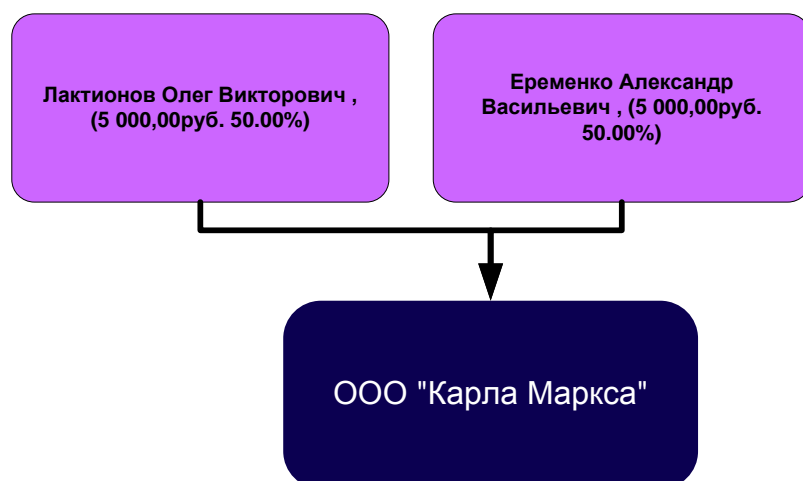 Лактионов Олег Викторович ,
(5 000,00руб. 50.00%)
Еременко Александр
Васильевич , (5 000,00руб.
50.00%)
ООО "Карла Маркса"